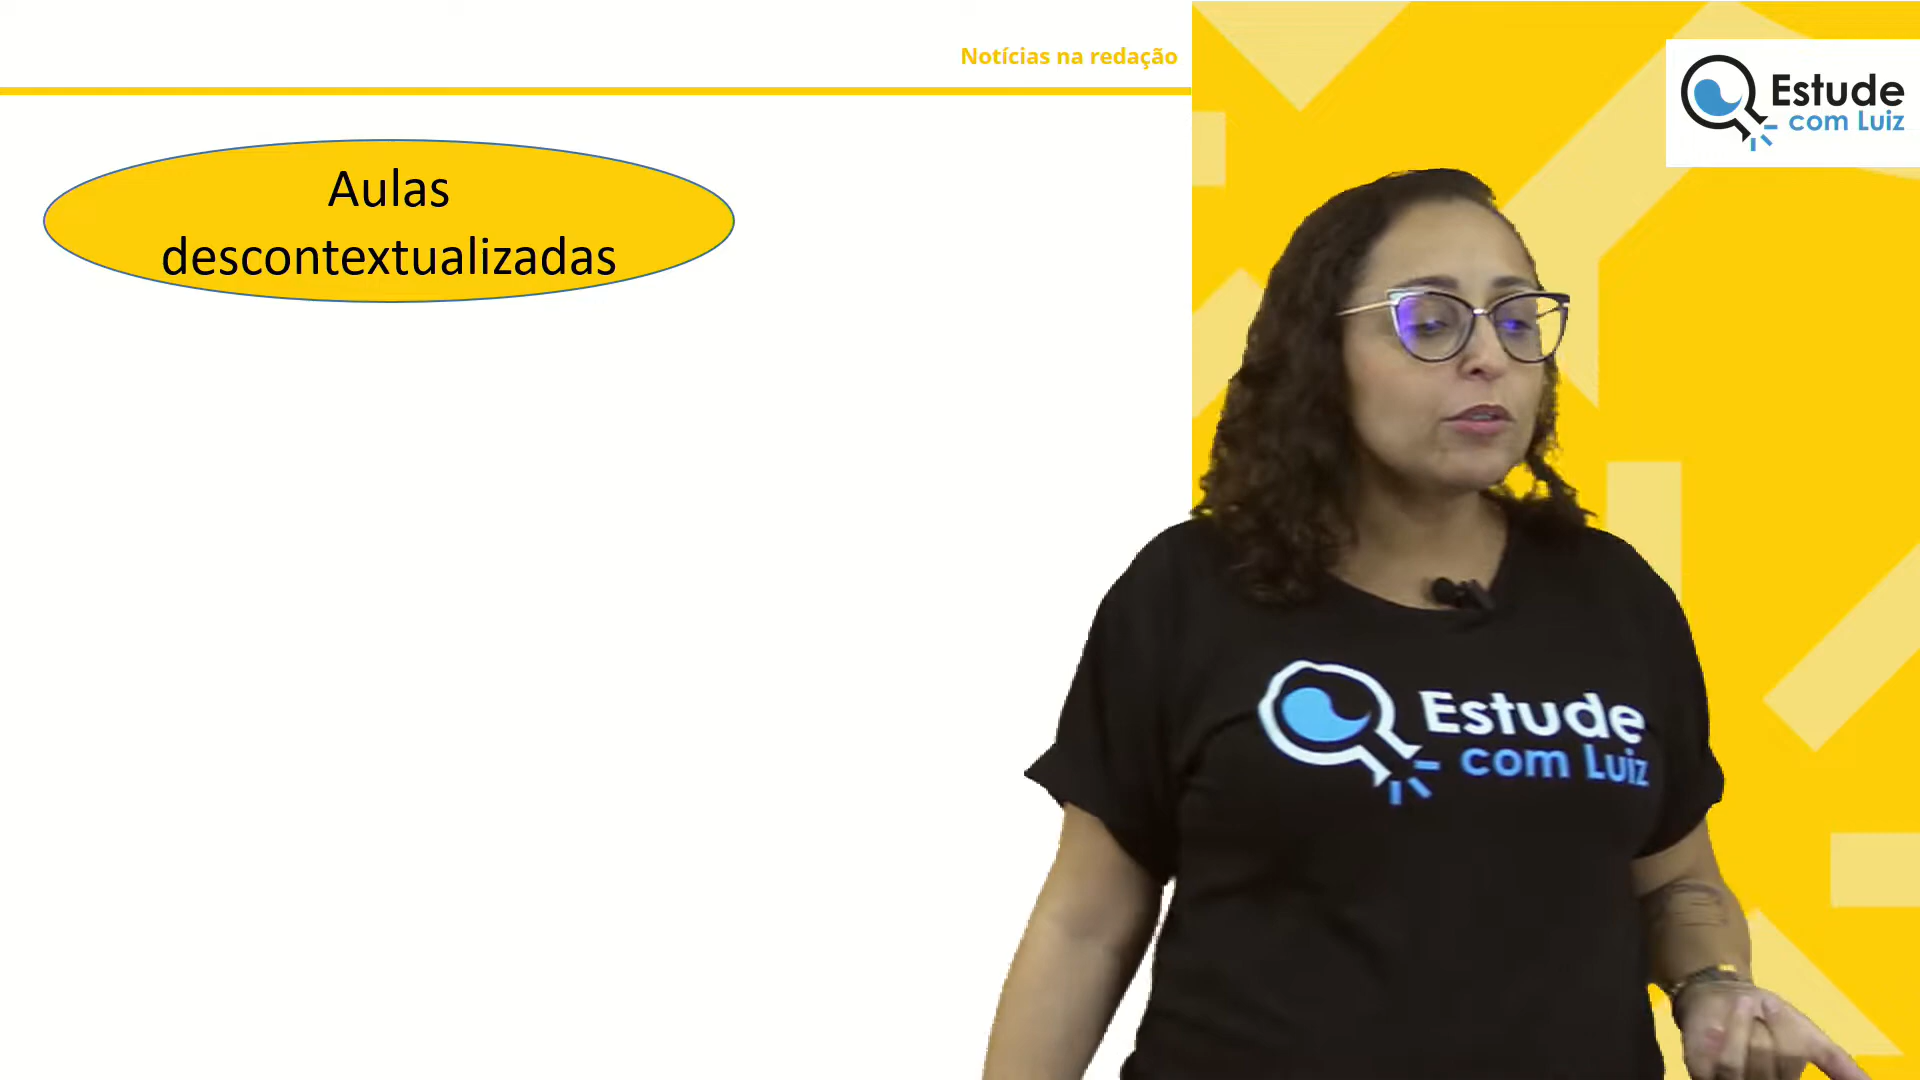 Notícias na redação
Estude
com Luiz
Aulas
descontextualizadas
Estude
com Luiz